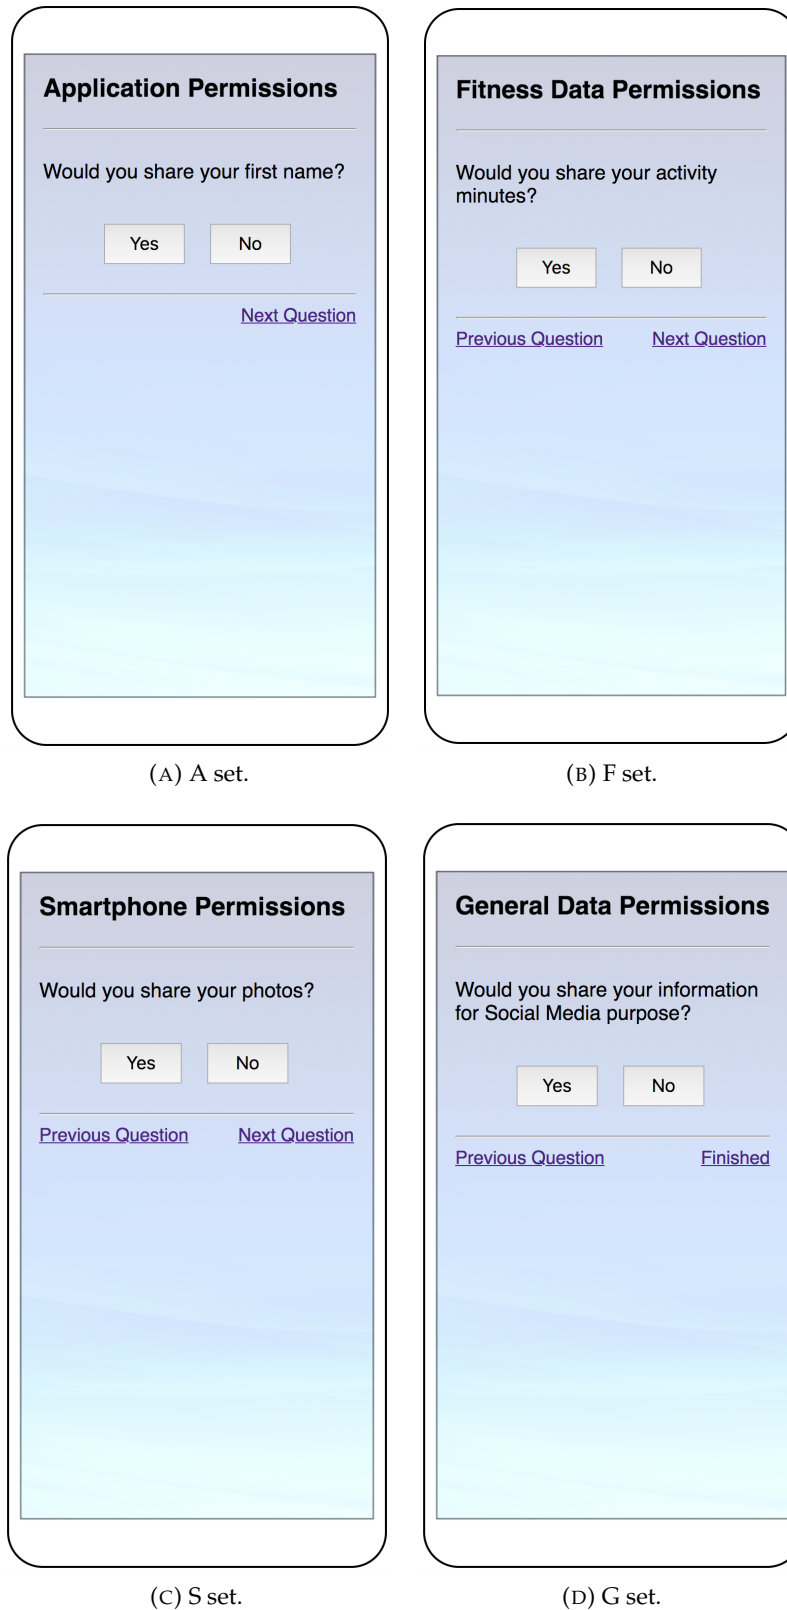 Application Permissions
Would you share your first name?
Yes No
Next Question
(A) A set.
Fitness Data Permissions
Would you share your activity
minutes?
Yes No
Previous Question Next Question
(B) F set.
Smartphone Permissions
Would you share your photos?
Yes No
Previous Question Next Question
(C) S set.
General Data Permissions
Would you share your information
for Social Media purpose?
Yes No
Previous Question Finished
(D) G set.